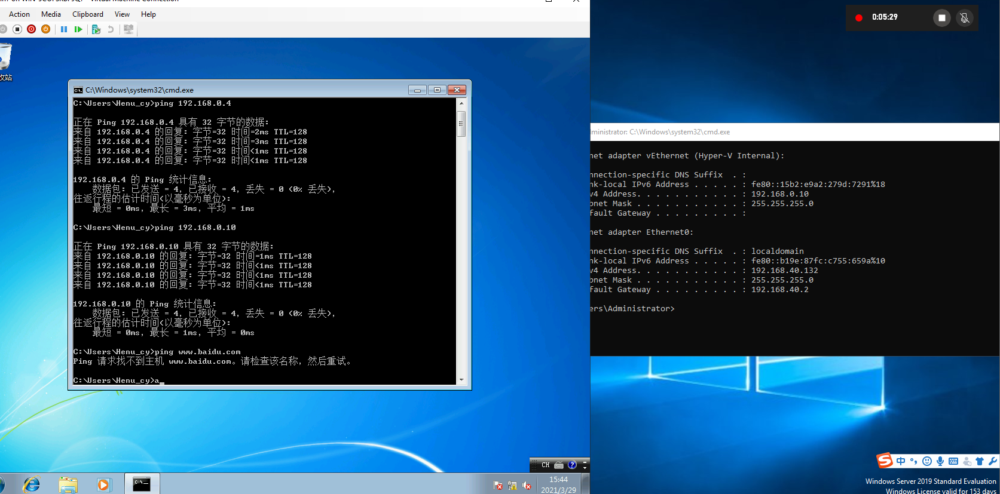 Virtual Machine Connection
Action Media Clipboard View Help
收站
C:\Windows\system32\cmd.exe
C:\Users\Henu_cy>ping 192.168.0.4
正在 Ping 192.168.0.4 具有 32 字节的数据:
来自 192.168.0.4 的回复: 字节=32 时间=2ms TTL=128
来自 192.168.0.4 的回复: 字节=32 时间=3ms TTL=128
来自 192.168.0.4 的回复: 字节=32 时间<1ms TTL=128
来自 192.168.0.4 的回复: 字节=32 时间<1ms TTL=128
192.168.0.4 的 Ping 统计信息:
数据包: 已发送 = 4, 已接收 = 4, 丢失 = 0 (0% 丢失),
往返行程的估计时间(以毫秒为单位):
最短 = 0ms, 最长 = 3ms, 平均 = 1ms
C:\Users\Henu_cy>ping 192.168.0.10
正在 Ping 192.168.0.10 具有 32 字节的数据:
来自 192.168.0.10 的回复: 字节=32 时间=1ms TTL=128
来自 192.168.0.10 的回复: 字节=32 时间<1ms TTL=128
来自 192.168.0.10 的回复: 字节=32 时间<1ms TTL=128
来自 192.168.0.10 的回复: 字节=32 时间<1ms TTL=128
192.168.0.10 的 Ping 统计信息:
数据包: 已发送 = 4, 已接收 = 4, 丢失 = 0 (0% 丢失),
往返行程的估计时间(以毫秒为单位):
最短 = 0ms, 最长 = 1ms, 平均 = 0ms
C:\Users\Henu_cy>ping www.baidu.com
Ping 请求找不到主机 www.baidu.com。请检查该名称，然后重试。
C:\Users\Henu_cy>a_
CH
15:44
2021/3/29
0:05:29
ministrator: C:\Windows\system32\cmd.exe
net adapter vEthernet (Hyper-V Internal):
nnection-specific DNS Suffix . :
nk-local IPv6 Address . . . . . : fe80::15b2:e9a2:279d:7291%18
v4 Address. . . . . . . . . . . : 192.168.0.10
bnet Mask . . . . . . . . . . . : 255.255.255.0
fault Gateway . . . . . . . . . :
net adapter Ethernet0:
nnection-specific DNS Suffix . : localdomain
nk-local IPv6 Address . . . . . : fe80::b19e:87fc:c755:659a%10
v4 Address. . . . . . . . . . . : 192.168.40.132
bnet Mask . . . . . . . . . . . : 255.255.255.0
fault Gateway . . . . . . . . . : 192.168.40.2
ers\Administrator>
S 中
Windows Server 2019 Standard Evaluation
Windows License valid for 153 days